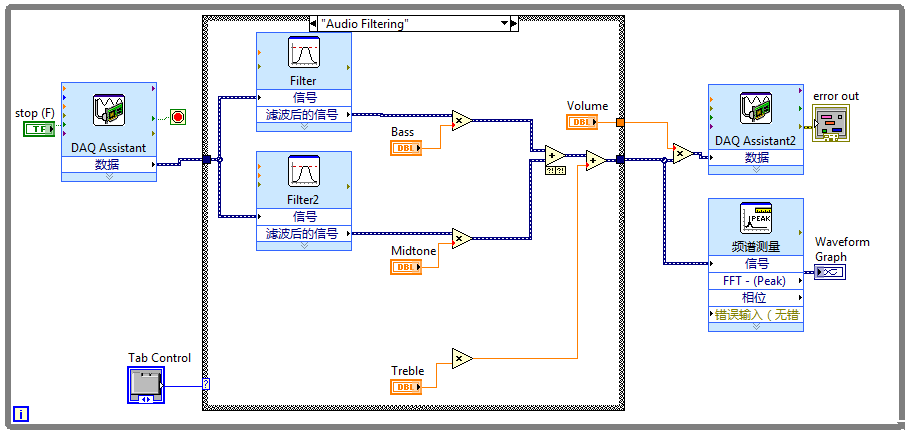 "Audio Filtering"
stop (F)
TF
DAQ Assistant
数据
Filter
信号
滤波后的信号
Bass
DBL
Filter2
信号
滤波后的信号
Midtone
DBL
?!
?!
Treble
DBL
Tab Control
?
i
Volume
DBL
DAQ Assistant2
数据
error out
PEAK
频谱测量
信号
FFT - (Peak)
相位
错误输入（无错
Waveform
Graph